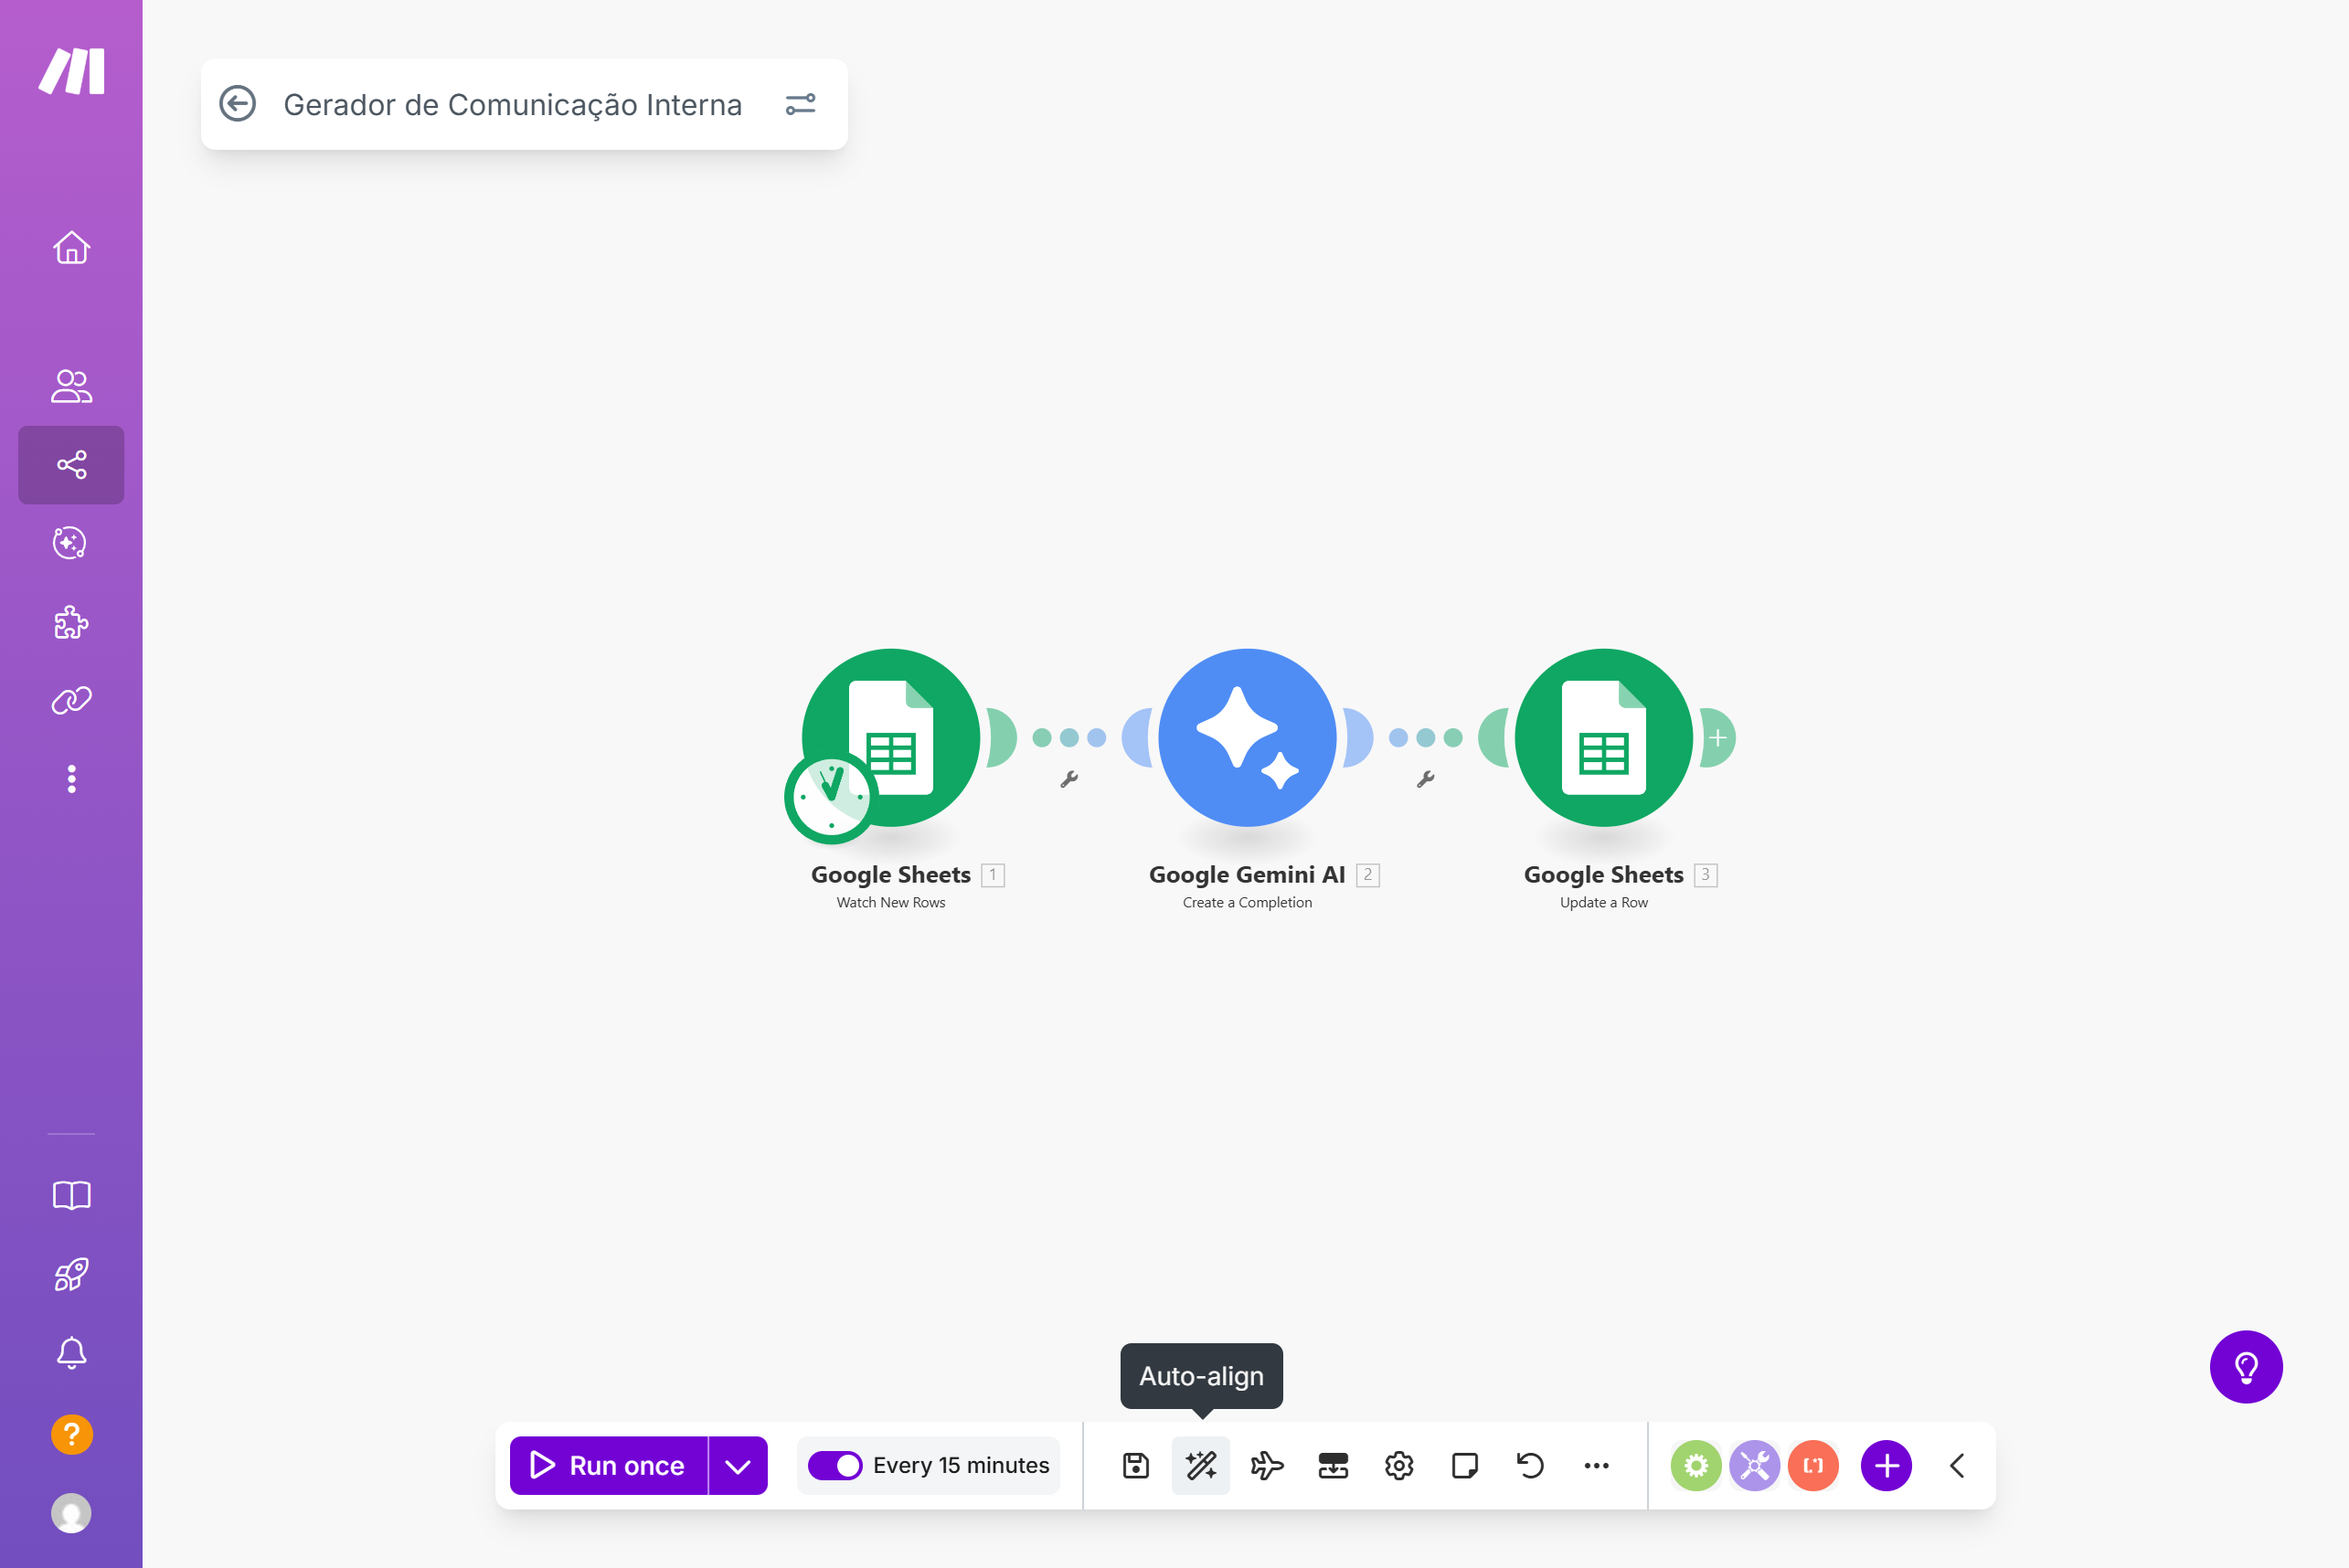 Gerador de Comunicação Interna
Google Sheets 1
Watch New Rows
Google Gemini AI 2
Create a Completion
Google Sheets 3
Update a Row
Auto-align
Run once
Every 15 minutes
?